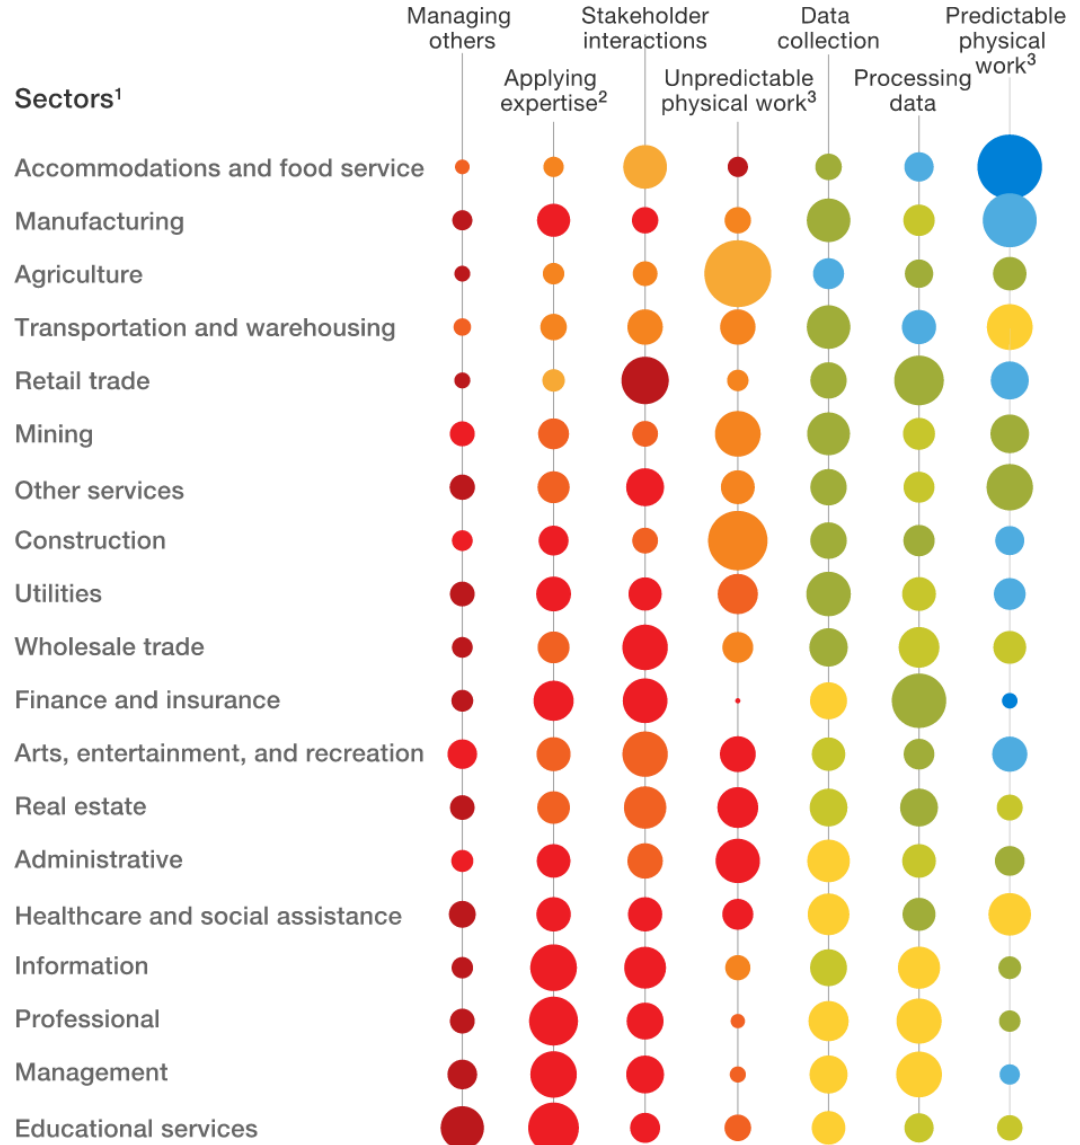 Managing
others
Stakeholder
interactions
Data
collection
Predictable
physical
work³
Applying
expertise²
Unpredictable
physical work³
Processing
data
Sectors¹
Accommodations and food service
Manufacturing
Agriculture
Transportation and warehousing
Retail trade
Mining
Other services
Construction
Utilities
Wholesale trade
Finance and insurance
Arts, entertainment, and recreation
Real estate
Administrative
Healthcare and social assistance
Information
Professional
Management
Educational services